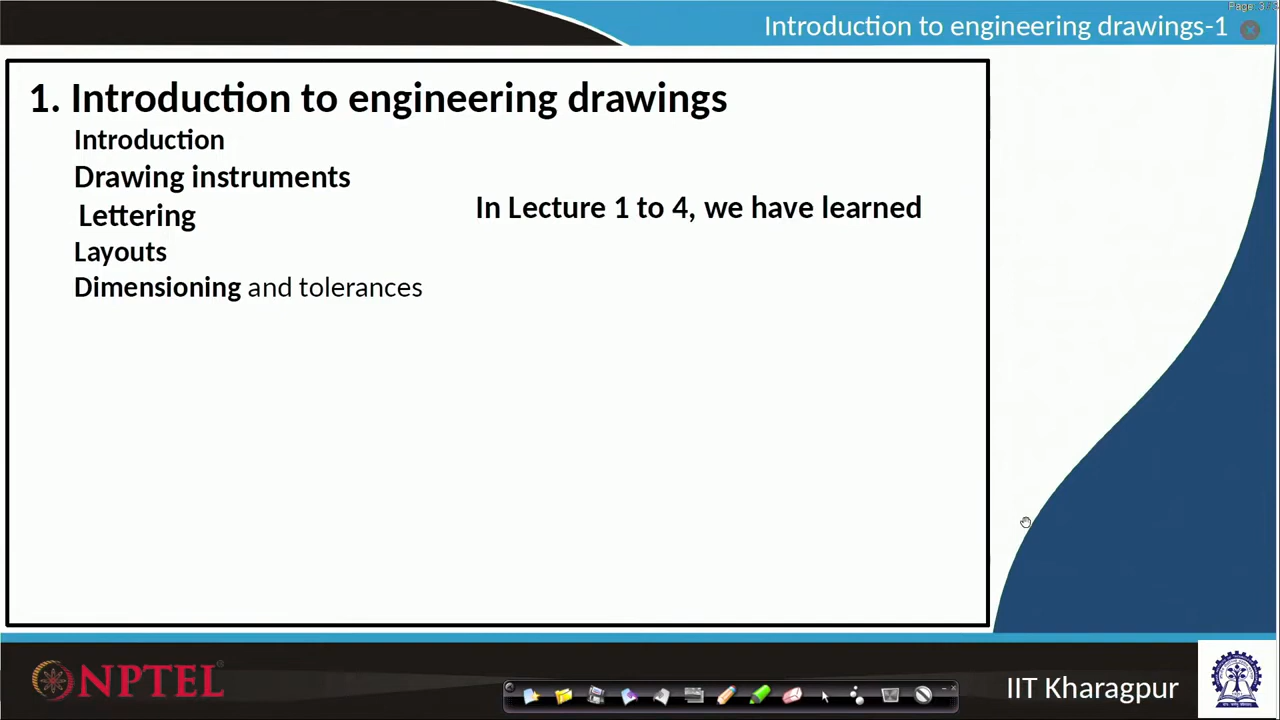 Introduction to engineering drawings-1
1. Introduction to engineering drawings
Introduction
Drawing instruments
Lettering
In Lecture 1 to 4, we have learned
Layouts
Dimensioning and tolerances
NPTEL
IIT Kharagpur